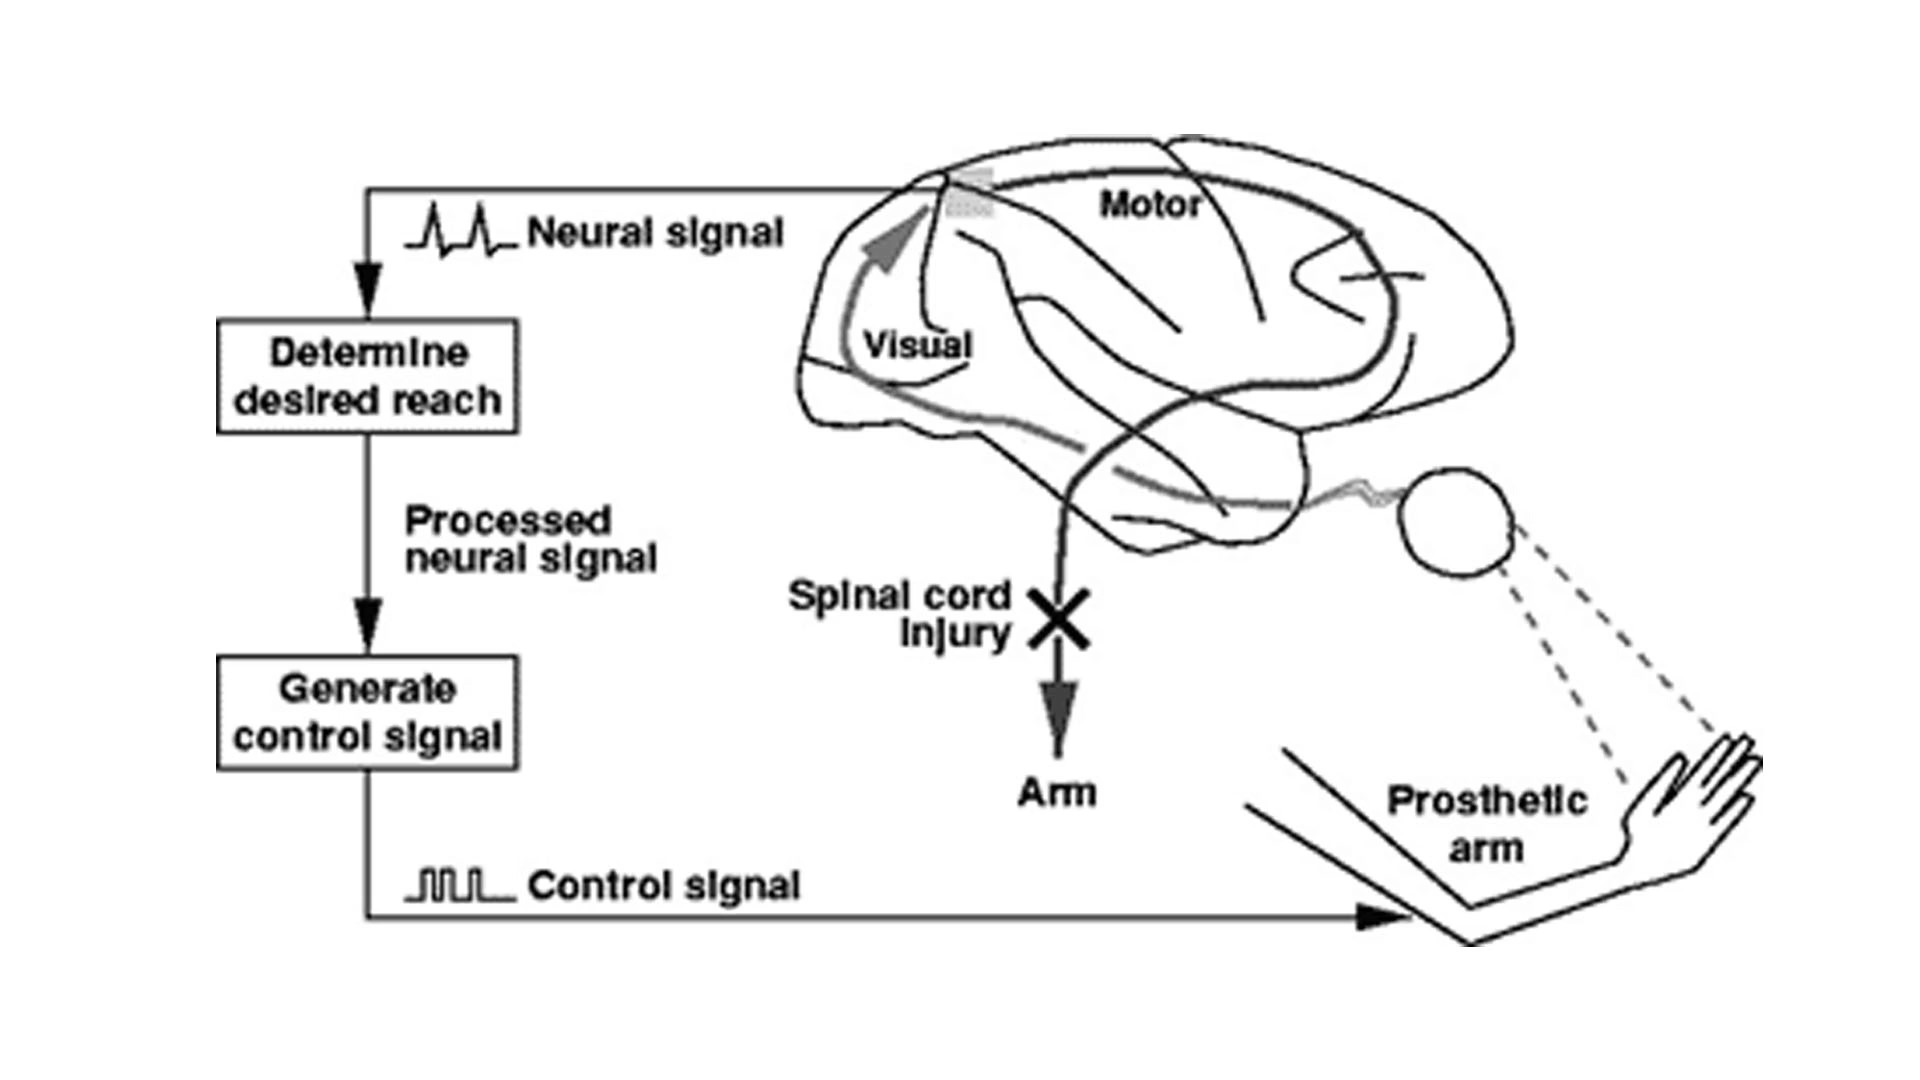 Neural signal
Motor
Visual
Determine
desired reach
Processed
neural signal
Spinal cord
injury
Generate
control signal
Arm
Prosthetic
arm
Control signal